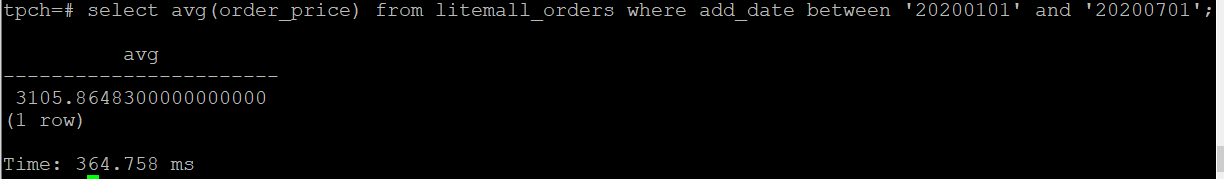 tpch=# select avg(order_price) from litemall_orders where add_date between '20200101' and '20200701';
avg
-----------------------
3105.8648300000000000
(1 row)
Time: 364.758 ms